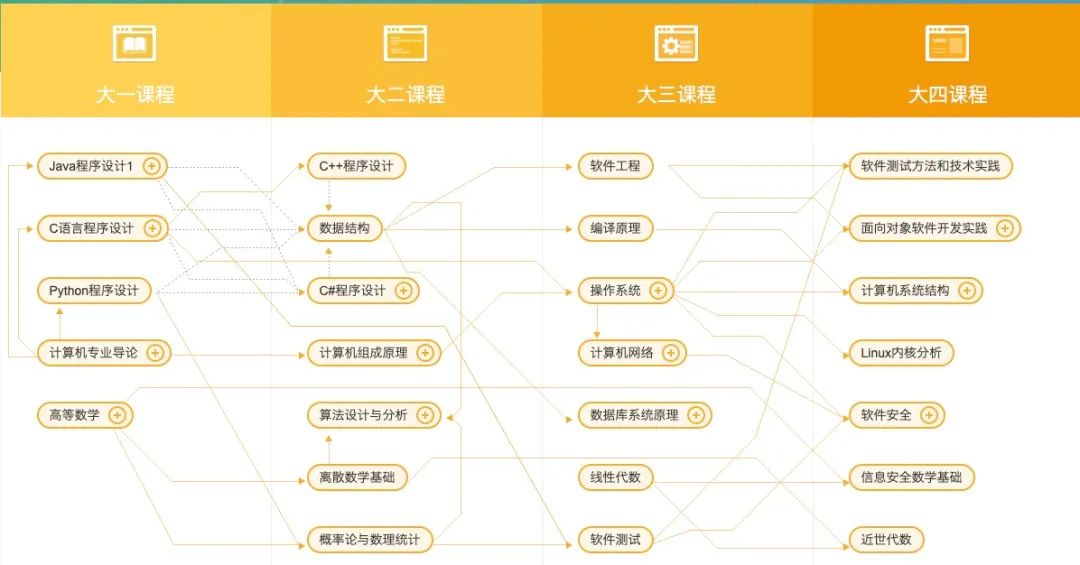 大一课程
大二课程
大三课程
大四课程
Java程序设计1
C++程序设计
软件工程
软件测试方法和技术实践
C语言程序设计
数据结构
编译原理
面向对象软件开发实践
Python程序设计
C#程序设计
操作系统
计算机系统结构
计算机专业导论
计算机组成原理
计算机网络
Linux内核分析
高等数学
算法设计与分析
数据库系统原理
软件安全
离散数学基础
线性代数
信息安全数学基础
概率论与数理统计
软件测试
近世代数